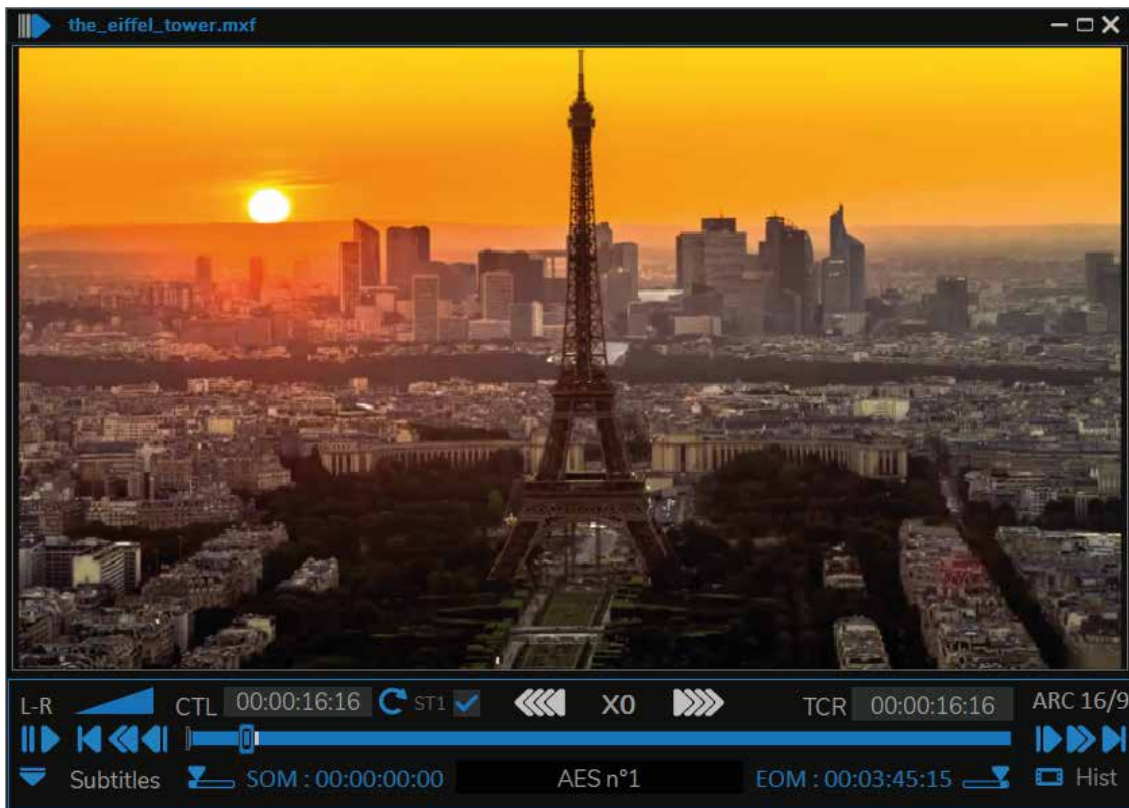 the_eiffel_tower.mxf
L-R CTL 00:00:16:16 ST1 X0 TCR 00:00:16:16 ARC 16/9
Subtitles SOM : 00:00:00:00 AES n°1 EOM : 00:03:45:15 Hist